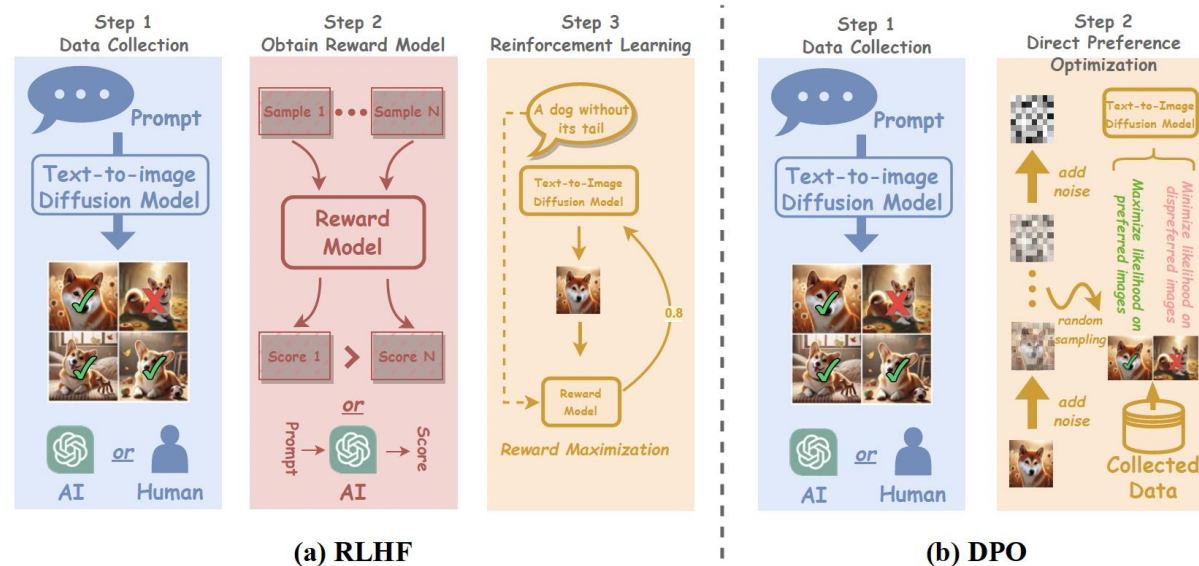 Step 1
Data Collection
Prompt
Text-to-image
Diffusion Model
AI
or
Human
Step 2
Obtain Reward Model
Sample 1
Sample N
Reward
Model
Score 1
>
Score N
or
Prompt
Score
AI
Step 3
Reinforcement Learning
A dog without
its tail
Text-to-Image
Diffusion Model
0.8
Reward
Model
Reward Maximization
(a) RLHF
Step 1
Data Collection
Prompt
Text-to-image
Diffusion Model
AI
or
Human
Step 2
Direct Preference
Optimization
Text-to-Image
Diffusion Model
add
noise
Maximize likelihood on
preferred images
Minimize likelihood on
dispreferred images
random
sampling
add
noise
Collected
Data
(b) DPO